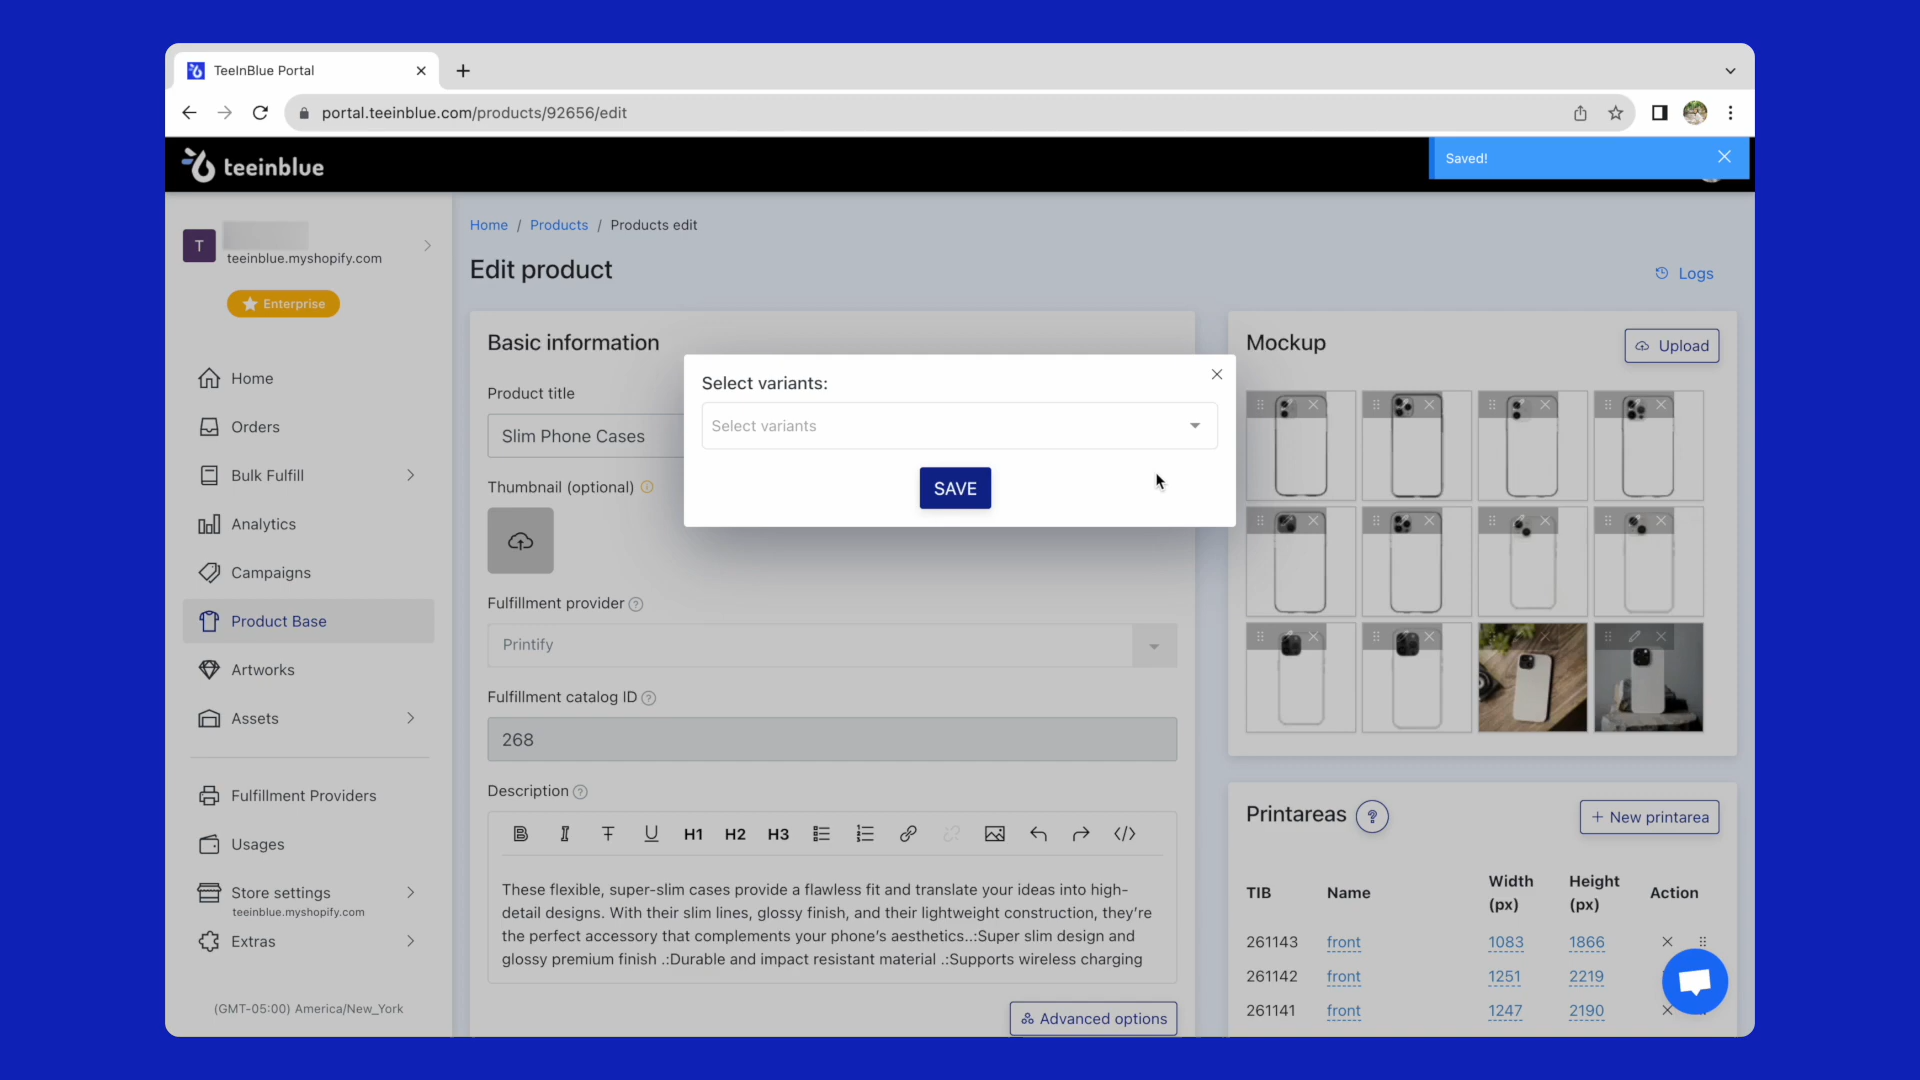 TeeInBlue Portal
portal.teeinblue.com/products/92656/edit
teeinblue
Saved!
T
teeinblue.myshopify.com
Enterprise
Home
Orders
Bulk Fulfill
Analytics
Campaigns
Product Base
Artworks
Assets
Fulfillment Providers
Usages
Store settings
teeinblue.myshopify.com
Extras
(GMT-05:00) America/New_York
Home / Products / Products edit
Edit product
Logs
Basic information
Product title
Slim Phone Cases
Thumbnail (optional)
Fulfillment provider
Printify
Fulfillment catalog ID
268
Description
H1 H2 H3
These flexible, super-slim cases provide a flawless fit and translate your ideas into high-
detail designs. With their slim lines, glossy finish, and their lightweight construction, they're
the perfect accessory that complements your phone's aesthetics..:Super slim design and
glossy premium finish .:Durable and impact resistant material .:Supports wireless charging
Advanced options
Select variants:
Select variants
SAVE
Mockup
Upload
Printareas ?
+ New printarea
TIB Name Width (px) Height (px) Action
261143 front 1083 1866
261142 front 1251 2219
261141 front 1247 2190